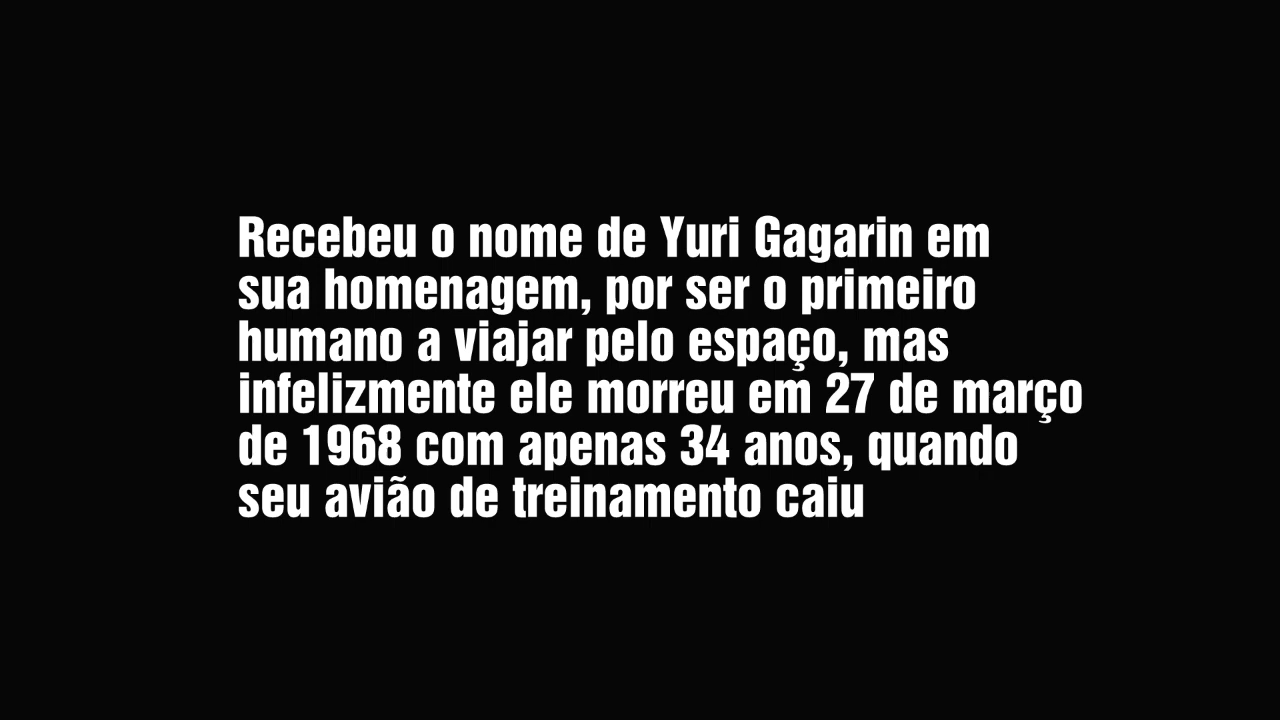 Recebeu o nome de Yuri Gagarin em
sua homenagem, por ser o primeiro
humano a viajar pelo espaço, mas
infelizmente ele morreu em 27 de março
de 1968 com apenas 34 anos, quando
seu avião de treinamento caiu